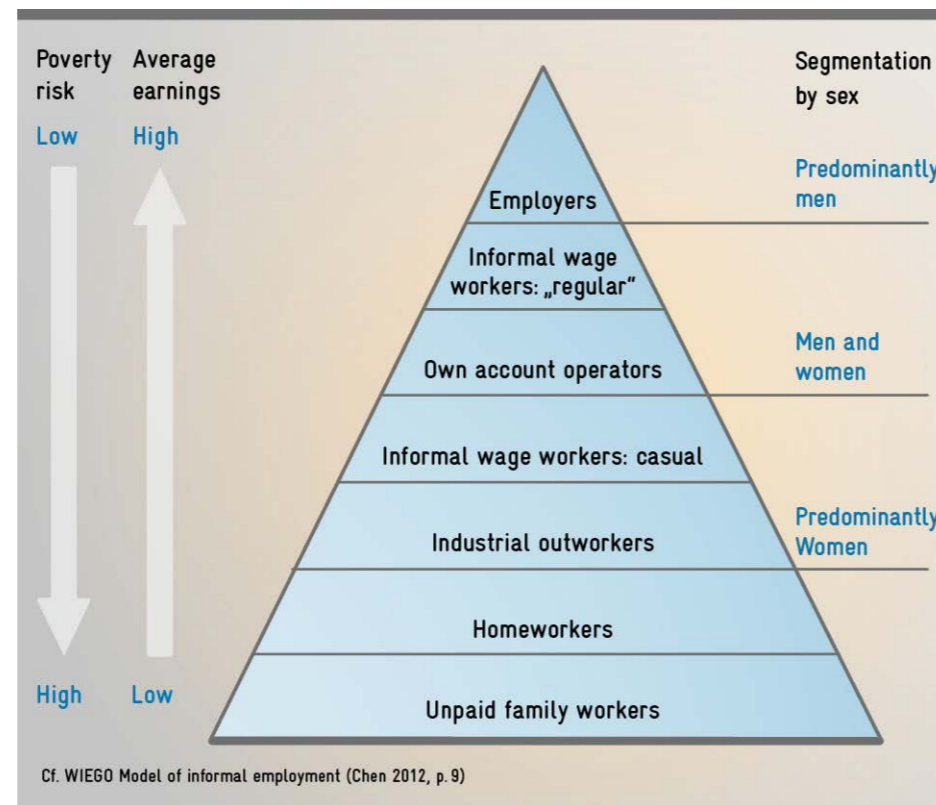 Poverty risk
Low
High
Average earnings
High
Low
Employers
Informal wage
workers: „regular“
Own account operators
Informal wage workers: casual
Industrial outworkers
Homeworkers
Unpaid family workers
Segmentation
by sex
Predominantly
men
Men and
women
Predominantly
Women
Cf. WIEGO Model of informal employment (Chen 2012, p. 9)